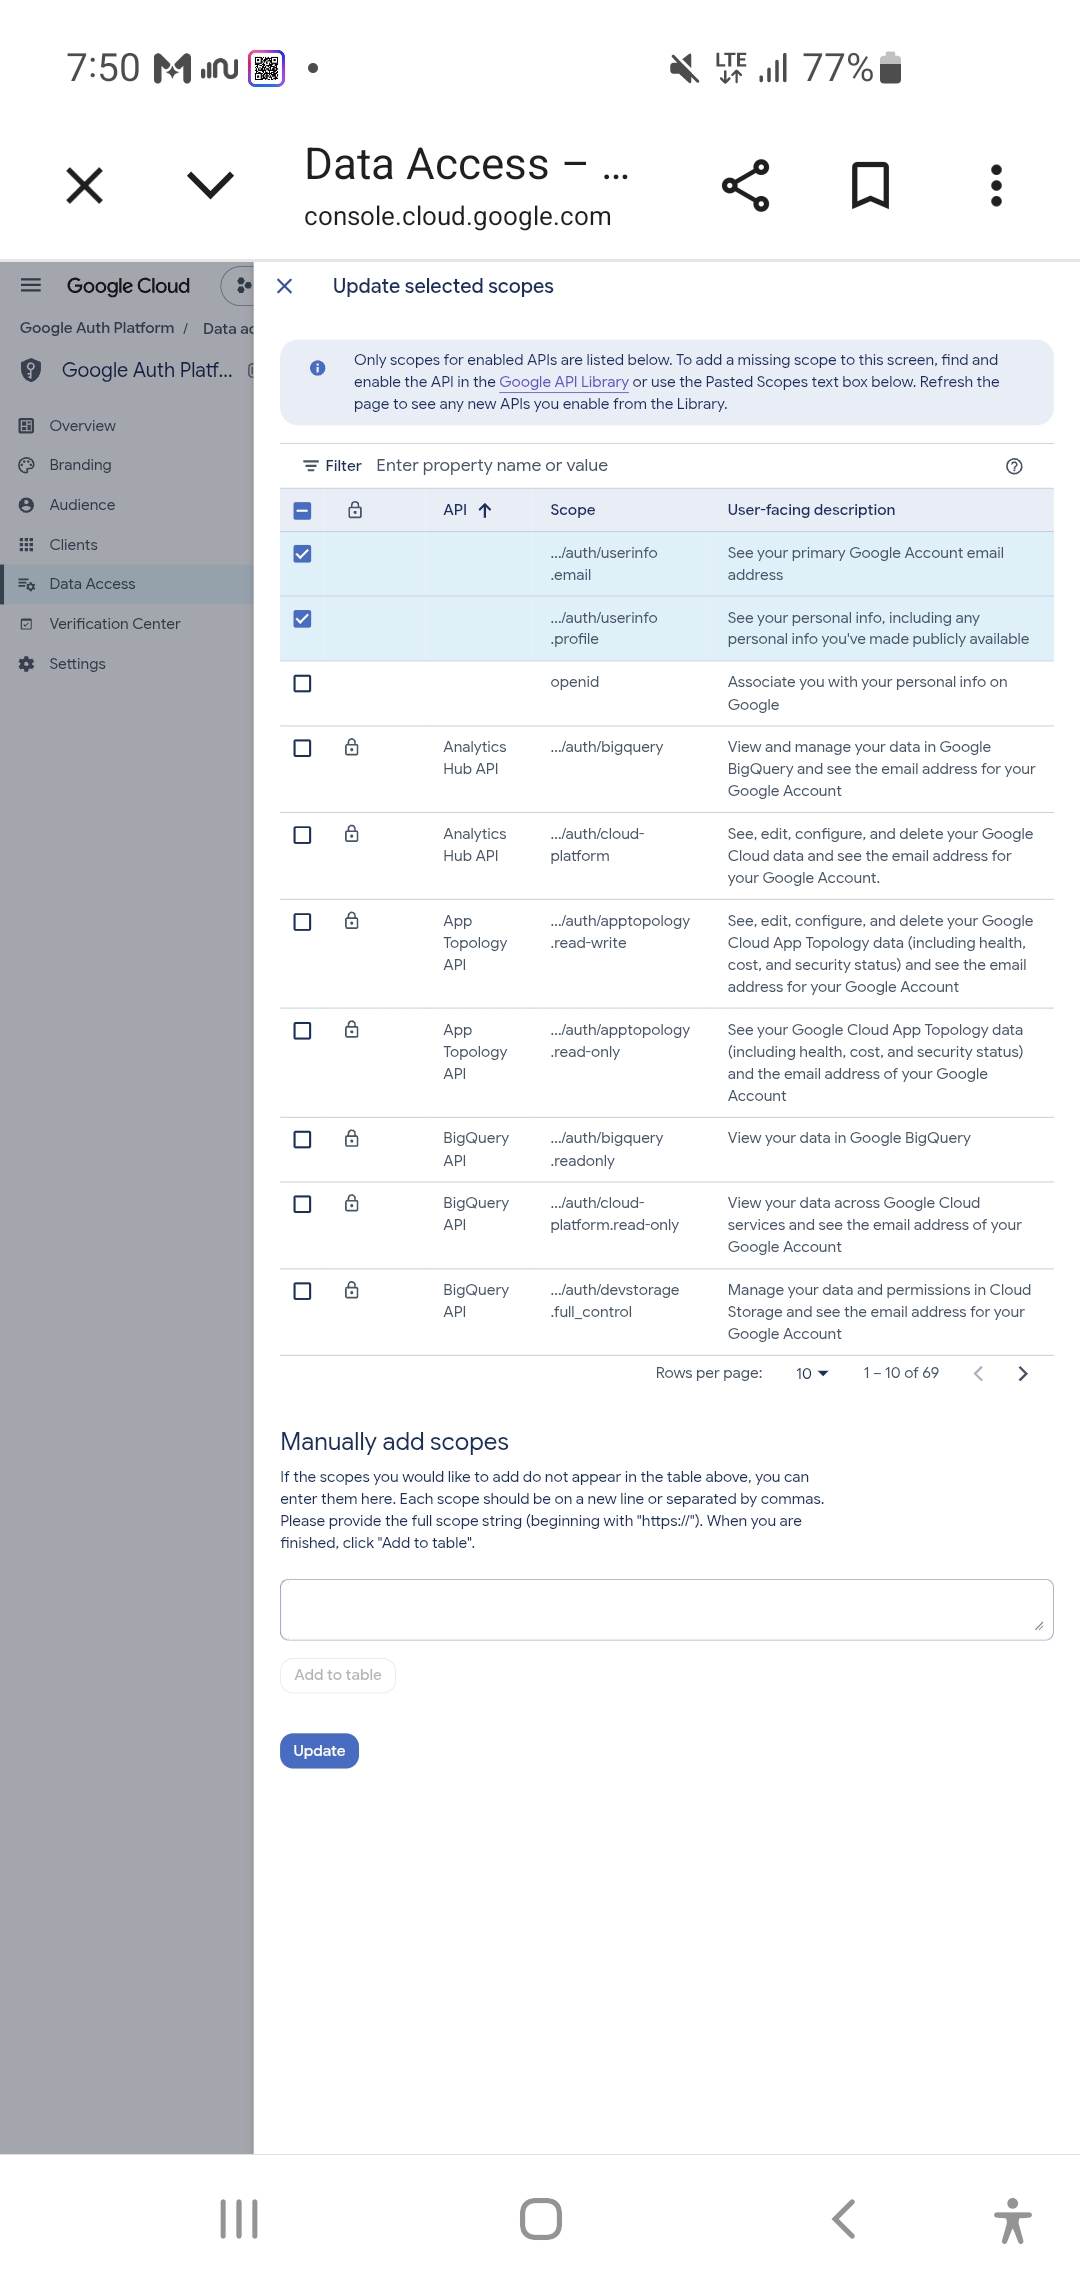 7:50
LTE
77%
Data Access – ...
console.cloud.google.com
Google Cloud
Google Auth Platform / Data ac
Google Auth Platf...
Overview
Branding
Audience
Clients
Data Access
Verification Center
Settings
Update selected scopes
Only scopes for enabled APIs are listed below. To add a missing scope to this screen, find and
enable the API in the Google API Library or use the Pasted Scopes text box below. Refresh the
page to see any new APIs you enable from the Library.
Filter Enter property name or value
API Scope User-facing description
.../auth/userinfo
.email
See your primary Google Account email
address
.../auth/userinfo
.profile
See your personal info, including any
personal info you've made publicly available
openid
Associate you with your personal info on
Google
Analytics
Hub API
.../auth/bigquery
View and manage your data in Google
BigQuery and see the email address for your
Google Account
Analytics
Hub API
.../auth/cloud-
platform
See, edit, configure, and delete your Google
Cloud data and see the email address for
your Google Account.
App
Topology
API
.../auth/apptopology
.read-write
See, edit, configure, and delete your Google
Cloud App Topology data (including health,
cost, and security status) and see the email
address for your Google Account
App
Topology
API
.../auth/apptopology
.read-only
See your Google Cloud App Topology data
(including health, cost, and security status)
and the email address of your Google
Account
BigQuery
API
.../auth/bigquery
.readonly
View your data in Google BigQuery
BigQuery
API
.../auth/cloud-
platform.read-only
View your data across Google Cloud
services and see the email address of your
Google Account
BigQuery
API
.../auth/devstorage
.full_control
Manage your data and permissions in Cloud
Storage and see the email address for your
Google Account
Rows per page: 10 1 – 10 of 69
Manually add scopes
If the scopes you would like to add do not appear in the table above, you can
enter them here. Each scope should be on a new line or separated by commas.
Please provide the full scope string (beginning with "https://"). When you are
finished, click "Add to table".
Add to table
Update